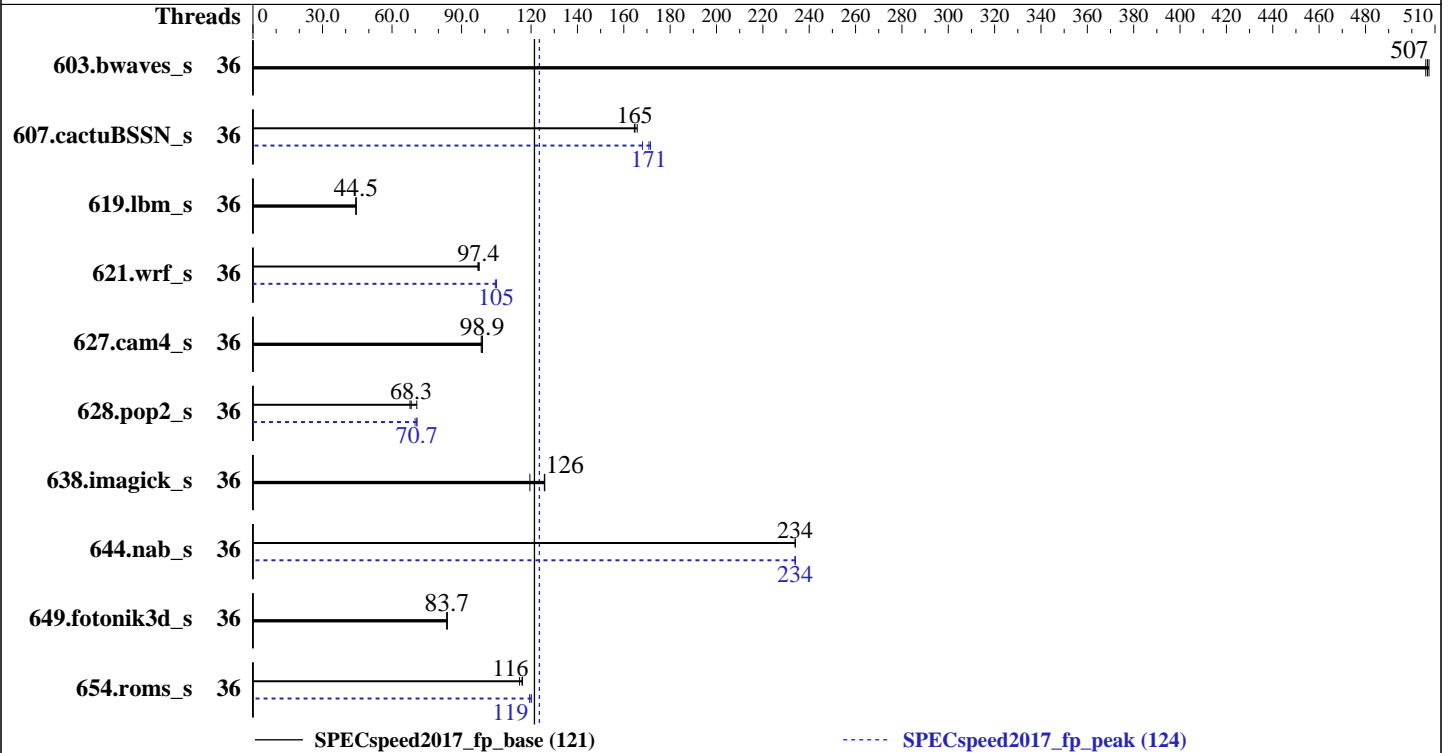 Threads 0 30.0 60.0 90.0 120 140 160 180 200 220 240 260 280 300 320 340 360 380 400 420 440 460 480 510
603.bwaves_s 36 507
607.cactuBSSN_s 36 165
171
619.lbm_s 36 44.5
621.wrf_s 36 97.4
105
627.cam4_s 36 98.9
628.pop2_s 36 68.3
70.7
638.imagick_s 36 126
644.nab_s 36 234
234
649.fotonik3d_s 36 83.7
654.roms_s 36 116
119
SPECspeed2017_fp_base (121) SPECspeed2017_fp_peak (124)